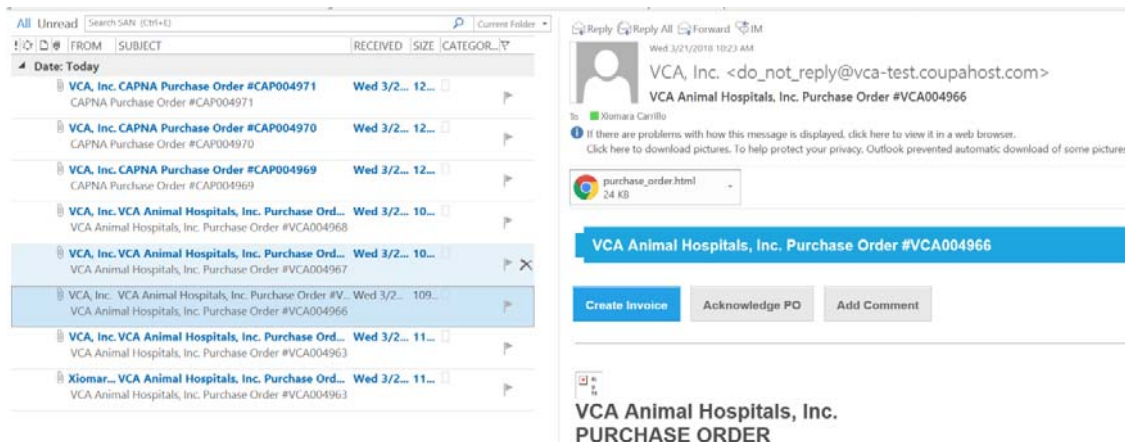 All Unread Search SAN (Ctrl+E) Current Folder
! FROM SUBJECT RECEIVED SIZE CATEGOR...
Date: Today
VCA, Inc. CAPNA Purchase Order #CAP004971 Wed 3/2... 12...
CAPNA Purchase Order #CAP004971
VCA, Inc. CAPNA Purchase Order #CAP004970 Wed 3/2... 12...
CAPNA Purchase Order #CAP004970
VCA, Inc. CAPNA Purchase Order #CAP004969 Wed 3/2... 12...
CAPNA Purchase Order #CAP004969
VCA, Inc. VCA Animal Hospitals, Inc. Purchase Ord... Wed 3/2... 10...
VCA Animal Hospitals, Inc. Purchase Order #VCA004968
VCA, Inc. VCA Animal Hospitals, Inc. Purchase Ord... Wed 3/2... 10...
VCA Animal Hospitals, Inc. Purchase Order #VCA004967
VCA, Inc. VCA Animal Hospitals, Inc. Purchase Order #V... Wed 3/2... 109...
VCA Animal Hospitals, Inc. Purchase Order #VCA004966
VCA, Inc. VCA Animal Hospitals, Inc. Purchase Ord... Wed 3/2... 11...
VCA Animal Hospitals, Inc. Purchase Order #VCA004963
Xiomar... VCA Animal Hospitals, Inc. Purchase Ord... Wed 3/2... 11...
VCA Animal Hospitals, Inc. Purchase Order #VCA004963
Reply Reply All Forward IM
Wed 3/21/2018 10:23 AM
VCA, Inc. <do_not_reply@vca-test.coupahost.com>
VCA Animal Hospitals, Inc. Purchase Order #VCA004966
To Xiomara Carrillo
If there are problems with how this message is displayed, click here to view it in a web browser.
Click here to download pictures. To help protect your privacy, Outlook prevented automatic download of some pictures
purchase_order.html
24 KB
VCA Animal Hospitals, Inc. Purchase Order #VCA004966
Create Invoice Acknowledge PO Add Comment
VCA Animal Hospitals, Inc.
PURCHASE ORDER